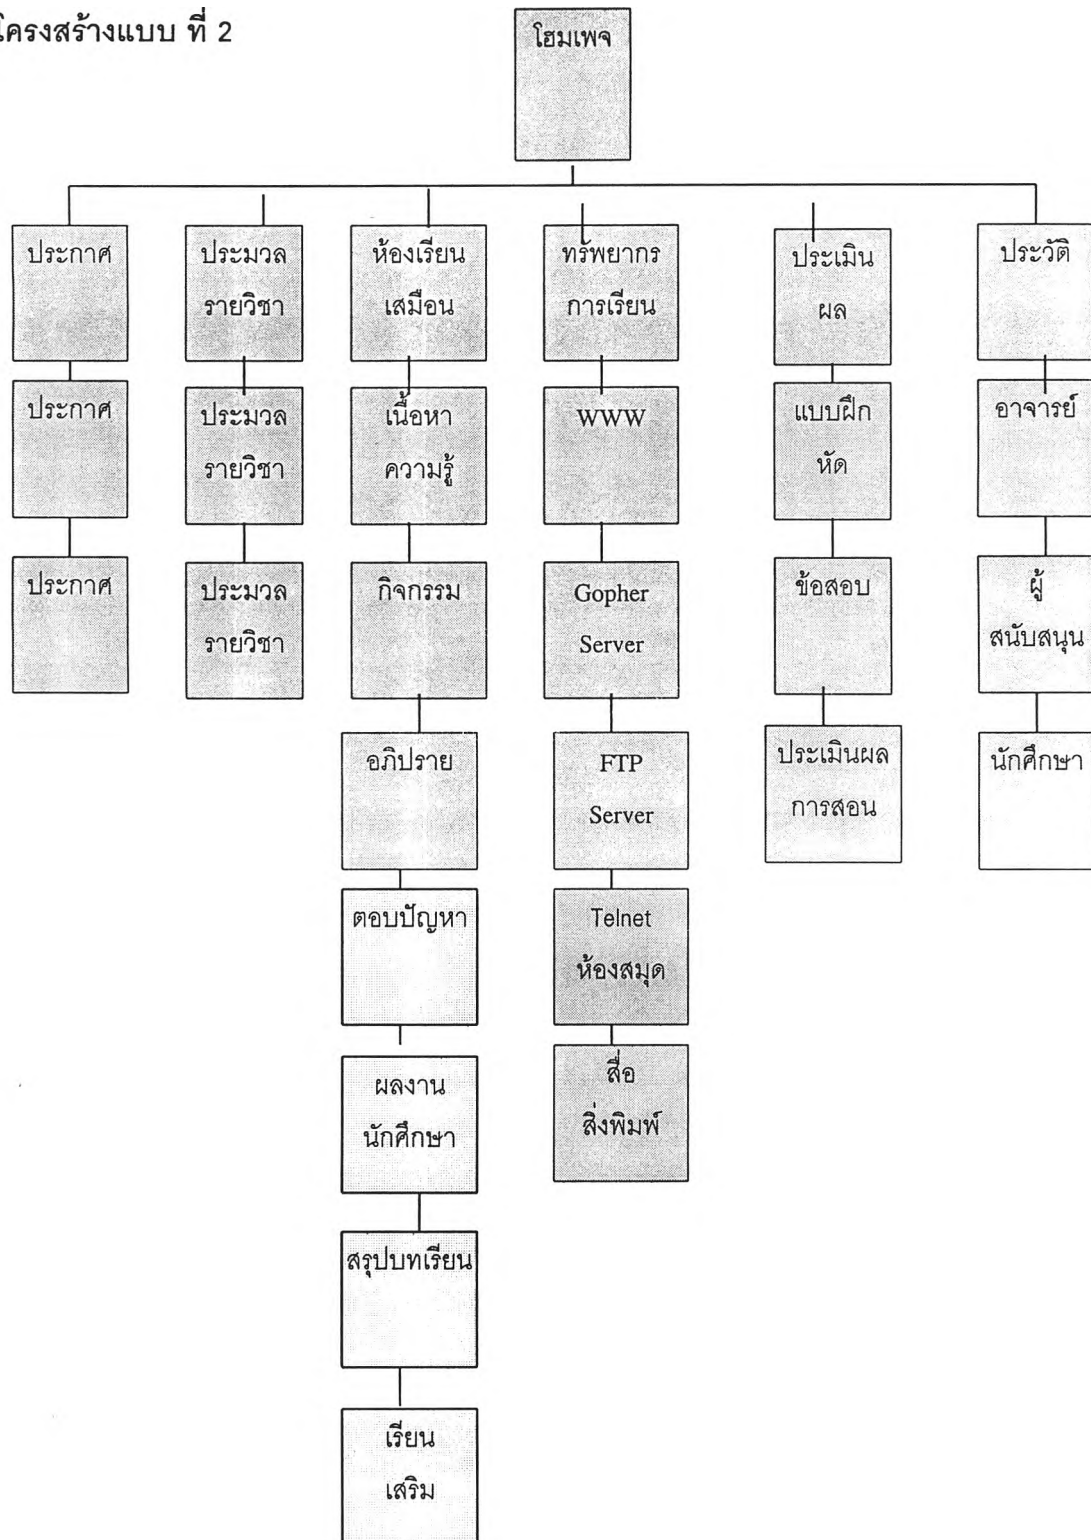 โครงสร้างแบบ ที่ 2
โฮมเพจ
ประกาศ
ประกาศ
ประกาศ
ประมวล
รายวิชา
ประมวล
รายวิชา
ประมวล
รายวิชา
ห้องเรียน
เสมือน
เนื้อหา
ความรู้
กิจกรรม
อภิปราย
ตอบปัญหา
ผลงาน
นักศึกษา
สรุปบทเรียน
เรียน
เสริม
ทรัพยากร
การเรียน
WWW
Gopher
Server
FTP
Server
Telnet
ห้องสมุด
สื่อ
สิ่งพิมพ์
ประเมิน
ผล
แบบฝึก
หัด
ข้อสอบ
ประเมินผล
การสอน
ประวัติ
อาจารย์
ผู้
สนับสนุน
นักศึกษา